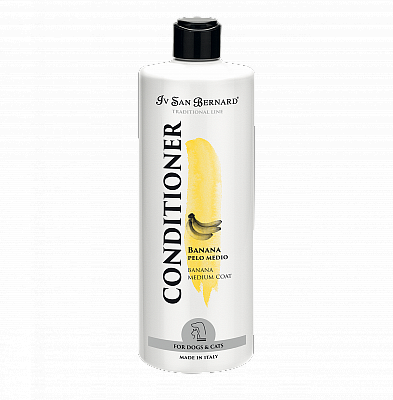 IV SAN BERNARD®
TRADITIONAL LINE
CONDITIONER
BANANA
PELO MEDIO
BANANA
MEDIUM COAT
FOR DOGS & CATS
MADE IN ITALY